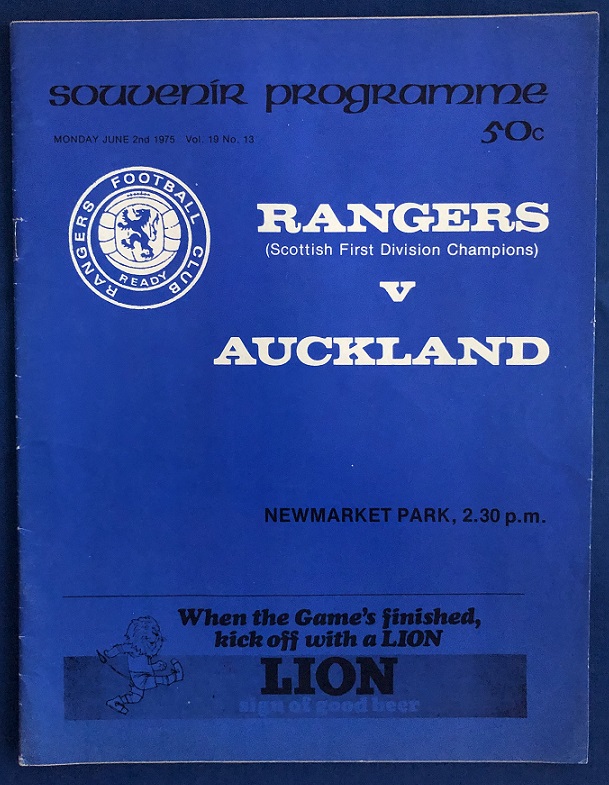 souvenír programme
50c
MONDAY JUNE 2nd 1975 Vol. 19 No. 13
RANGERS FOOTBALL CLUB
READY
RANGERS
(Scottish First Division Champions)
v
AUCKLAND
NEWMARKET PARK, 2.30 p.m.
When the Game's finished,
kick off with a LION
LION
sign of good beer